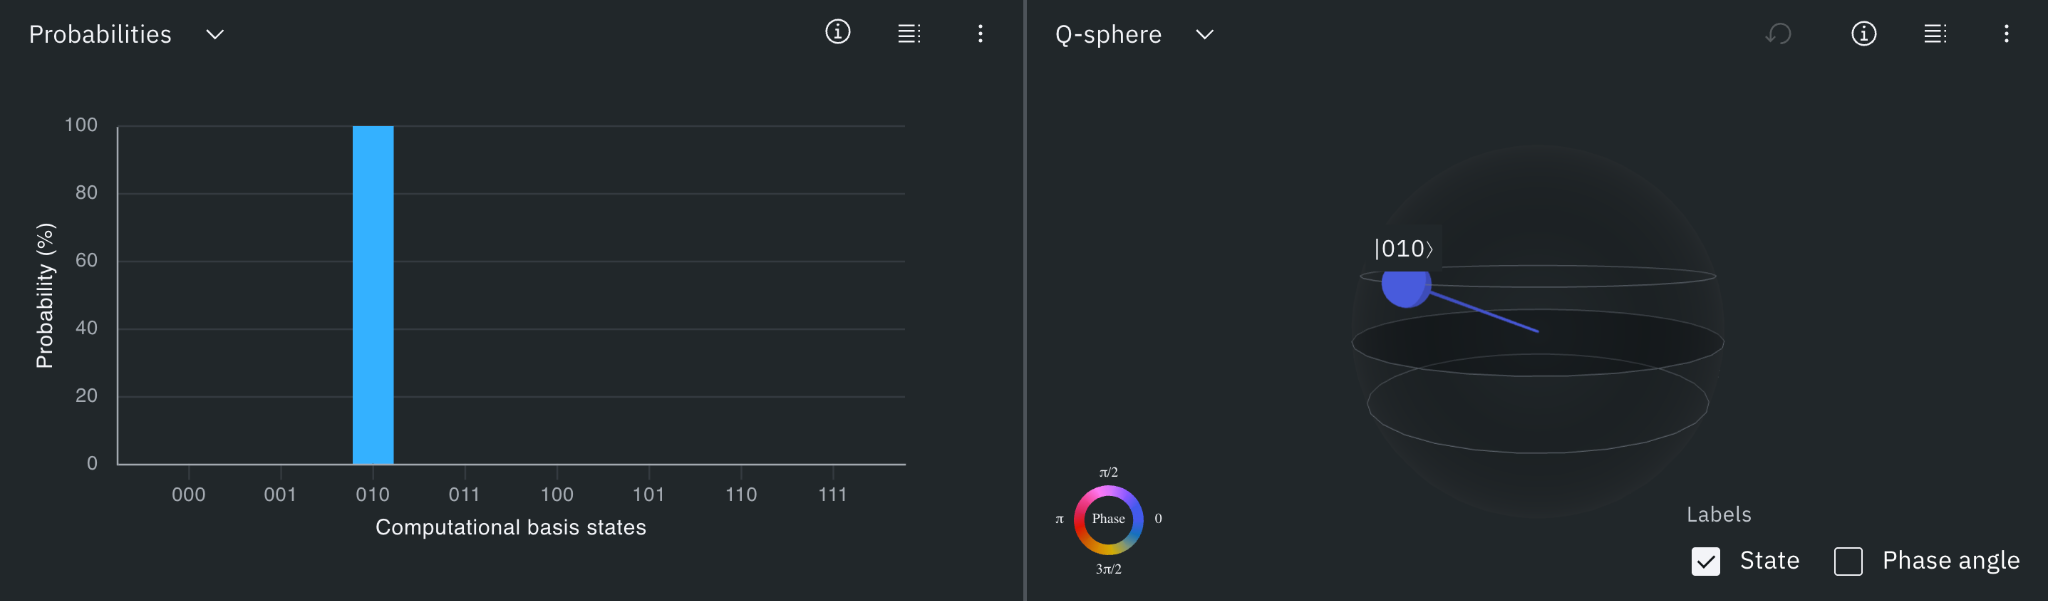 Probabilities
100
80
60
40
20
0
Probability (%)
000 001 010 011 100 101 110 111
Computational basis states
Q-sphere
|010⟩
π/2
π Phase 0
3π/2
Labels
State Phase angle